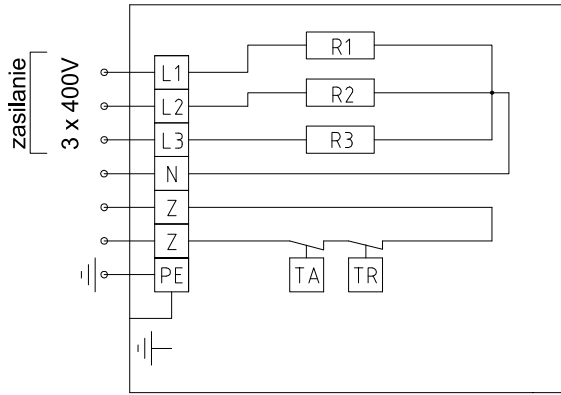 zasilanie
3 x 400V
L1
R1
L2
R2
L3
R3
N
Z
Z
TA
TR
PE